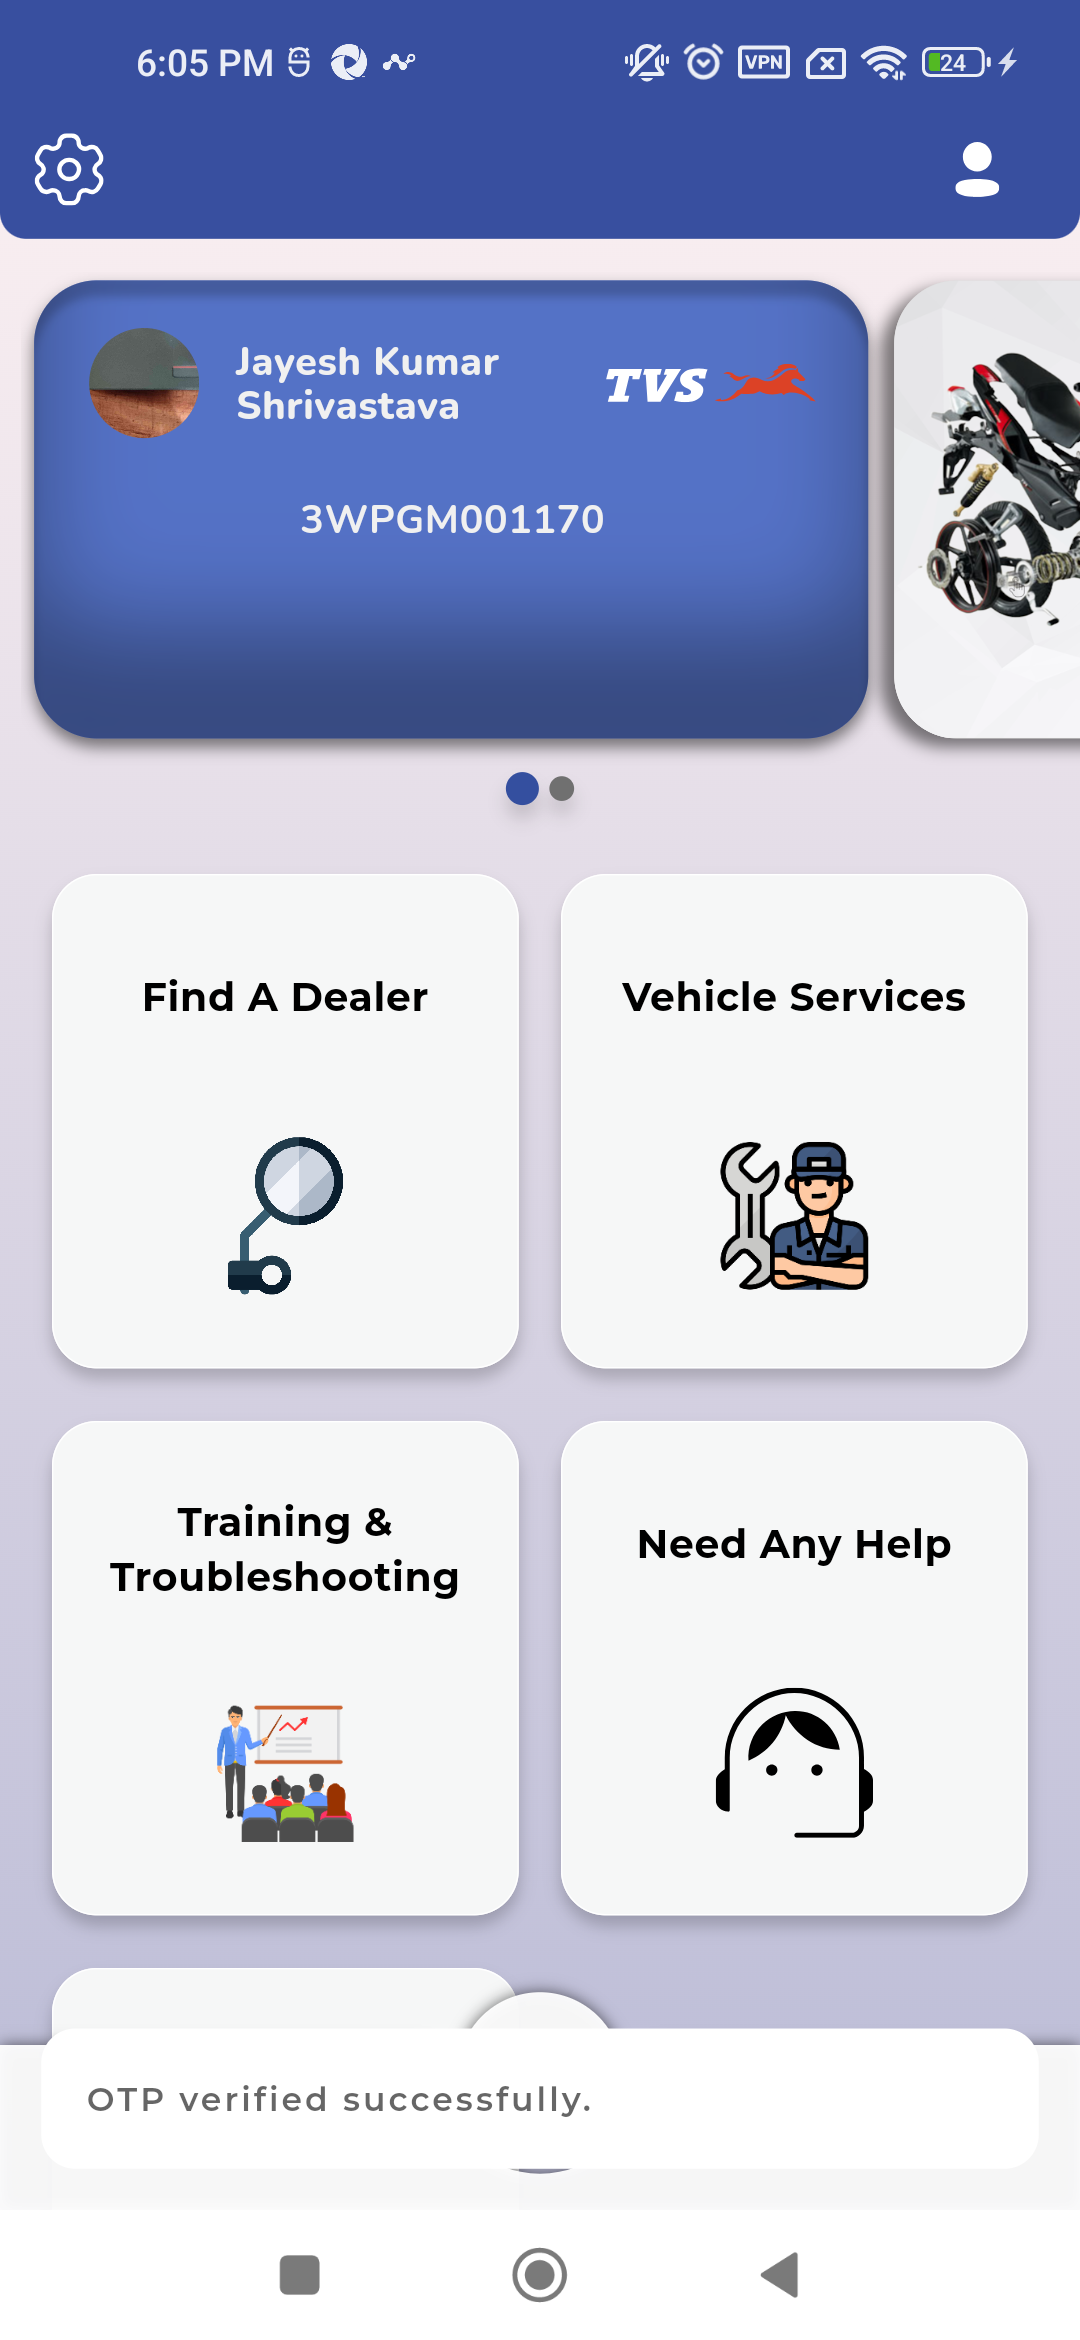 6:05 PM
VPN
24
Jayesh Kumar
Shrivastava
TVS
3WPGM001170
Find A Dealer
Vehicle Services
Training &
Troubleshooting
Need Any Help
OTP verified successfully.